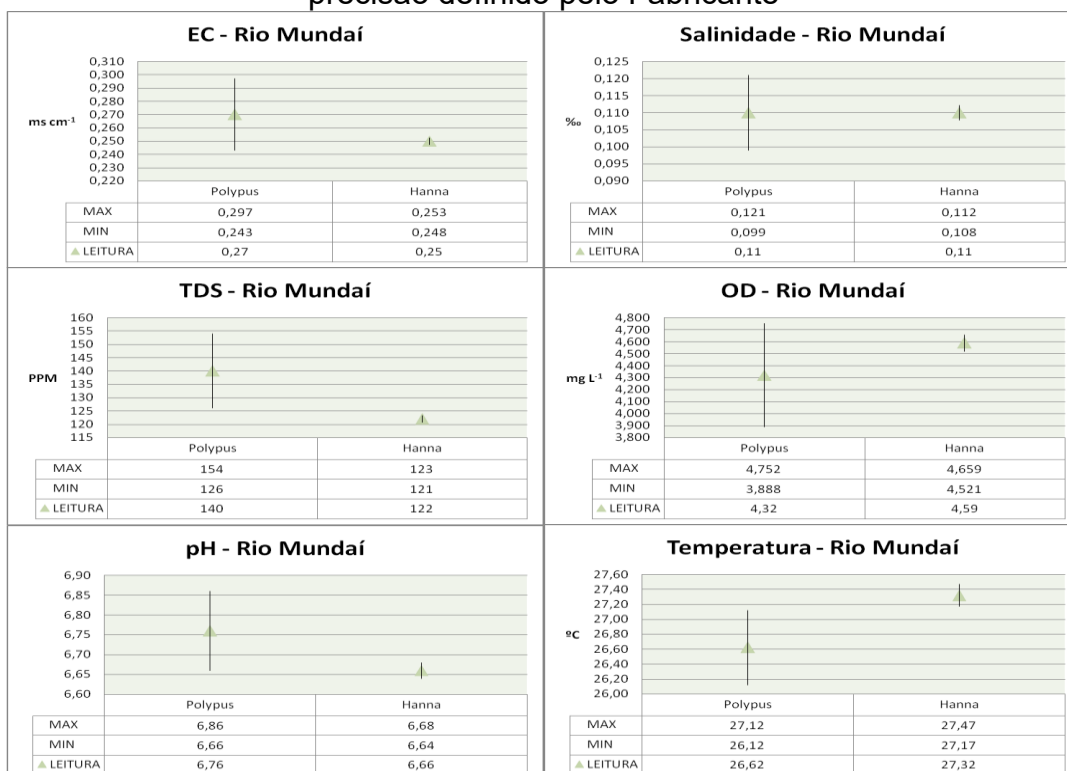 precisão definido pelo Fabricante
EC - Rio Mundaí
0,310
0,300
0,290
0,280
0,270
0,260
0,250
0,240
0,230
0,220
ms cm-1
Polypus Hanna
MAX 0,297 0,253
MIN 0,243 0,248
LEITURA 0,27 0,25
Salinidade - Rio Mundaí
0,125
0,120
0,115
0,110
0,105
0,100
0,095
0,090
‰
Polypus Hanna
MAX 0,121 0,112
MIN 0,099 0,108
LEITURA 0,11 0,11
TDS - Rio Mundaí
160
155
150
145
140
135
130
125
120
115
PPM
Polypus Hanna
MAX 154 123
MIN 126 121
LEITURA 140 122
OD - Rio Mundaí
4,800
4,700
4,600
4,500
4,400
4,300
4,200
4,100
4,000
3,900
3,800
mg L-1
Polypus Hanna
MAX 4,752 4,659
MIN 3,888 4,521
LEITURA 4,32 4,59
pH - Rio Mundaí
6,90
6,85
6,80
6,75
6,70
6,65
6,60
Polypus Hanna
MAX 6,86 6,68
MIN 6,66 6,64
LEITURA 6,76 6,66
Temperatura - Rio Mundaí
27,60
27,40
27,20
27,00
26,80
26,60
26,40
26,20
26,00
ºC
Polypus Hanna
MAX 27,12 27,47
MIN 26,12 27,17
LEITURA 26,62 27,32